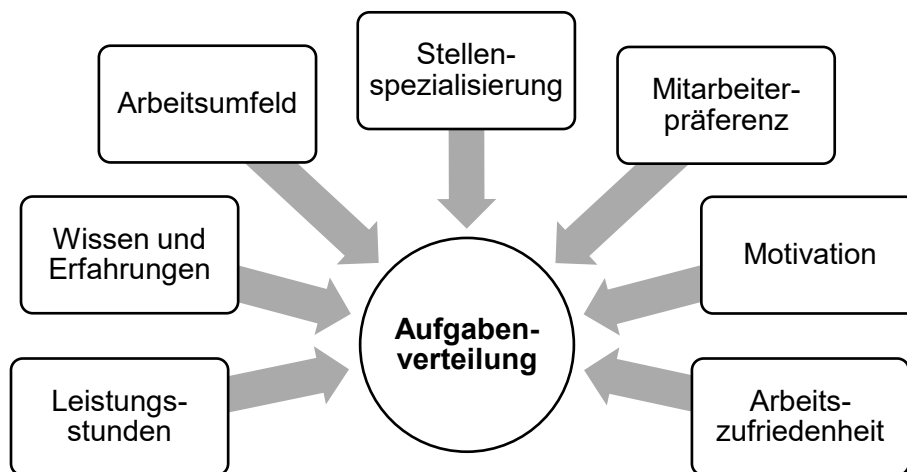 Stellen-
spezialisierung
Arbeitsumfeld
Mitarbeiter-
präferenz
Wissen und
Erfahrungen
Motivation
Aufgaben-
verteilung
Leistungs-
stunden
Arbeits-
zufriedenheit